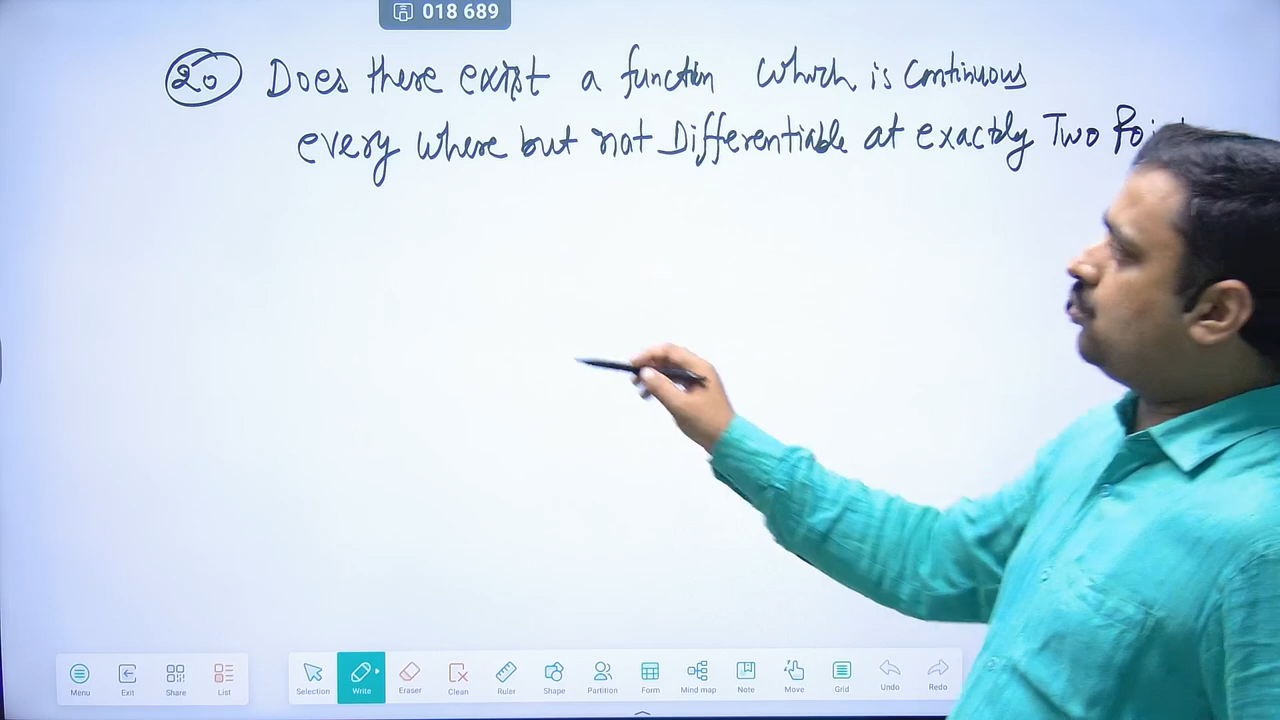 018 689
20 Does there exist a function which is continuous
every where but not Differentiable at exactly Two
Menu Exit Share List Selection Write Eraser Clean Ruler Shape Partition Form Mind map Note Move Grid Undo Redo